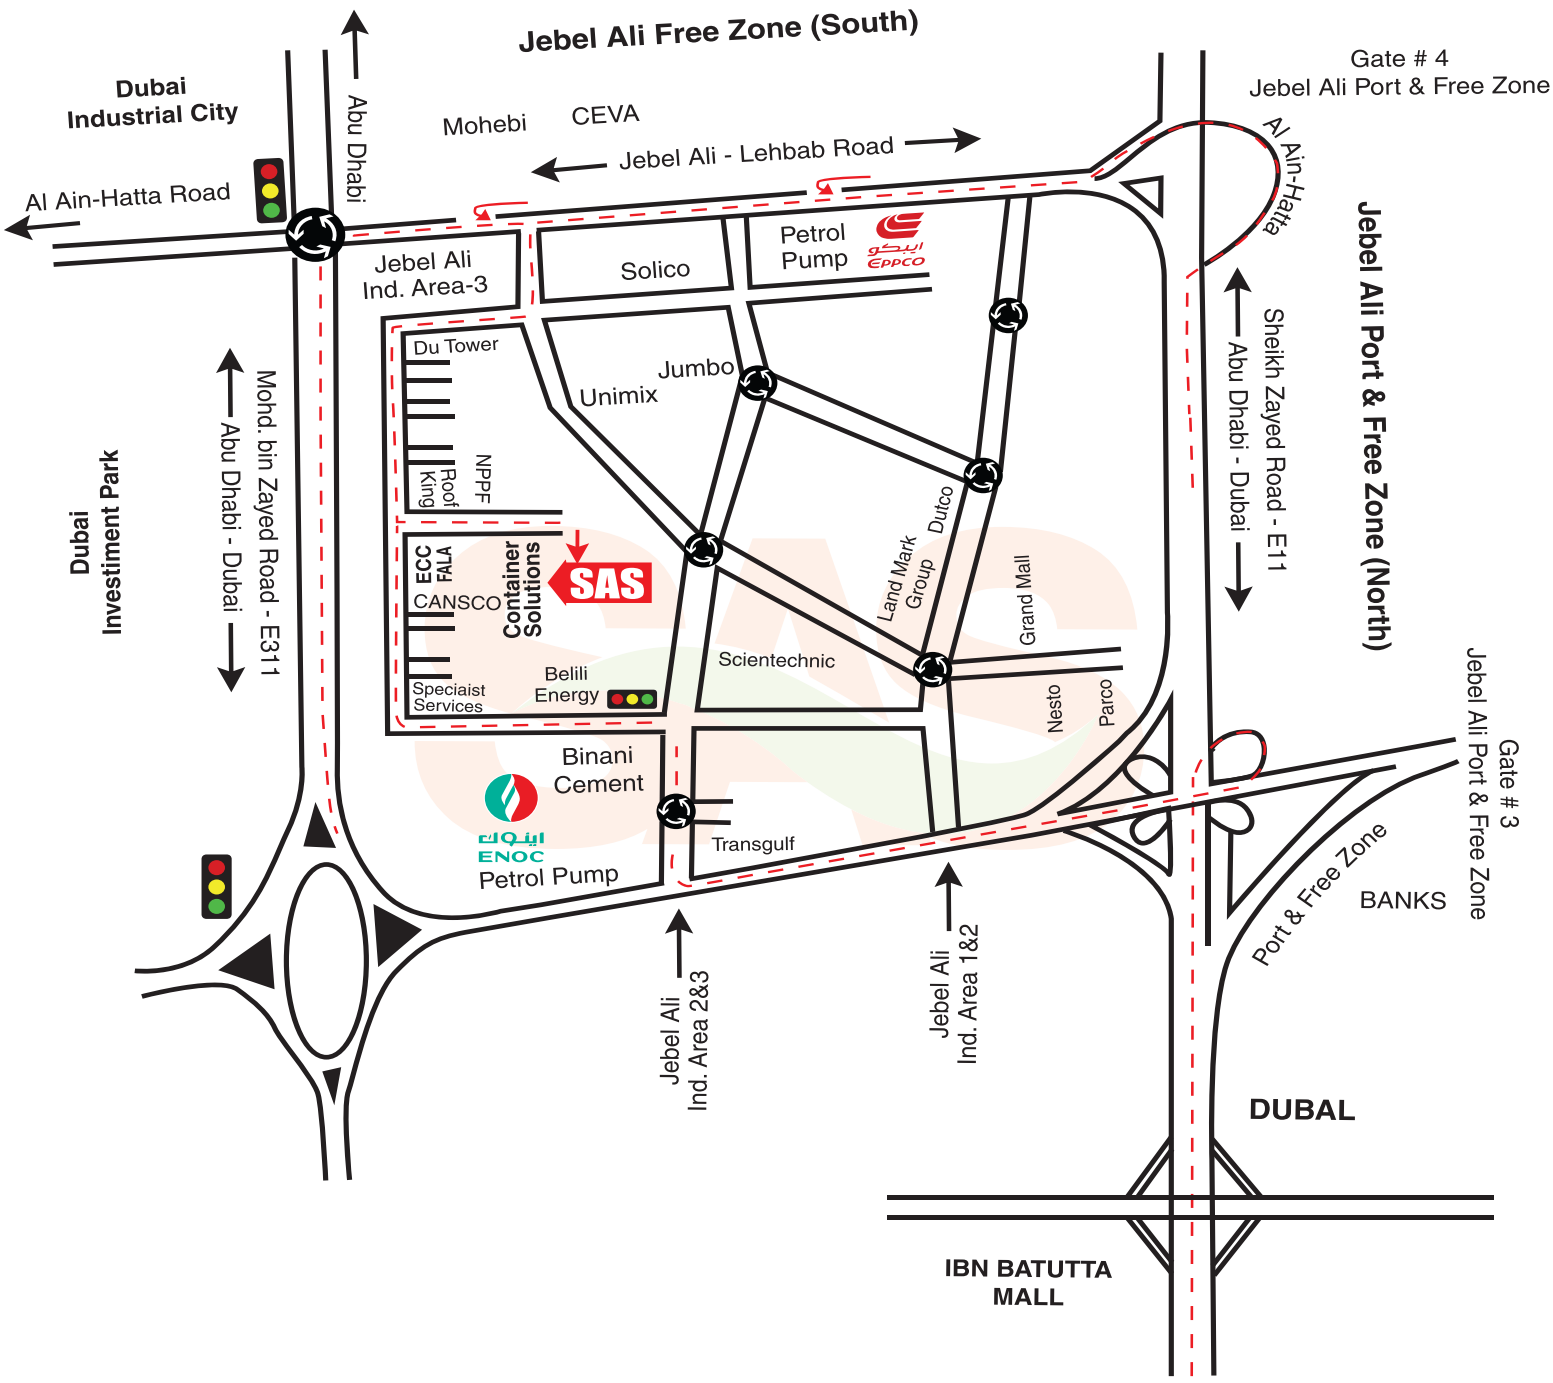 Jebel Ali Free Zone (South)
Gate # 4
Jebel Ali Port & Free Zone
Dubai
Industrial City
Abu Dhabi
Mohebi
CEVA
Jebel Ali - Lehbab Road
Al Ain-Hatta
Al Ain-Hatta Road
Jebel Ali
Ind. Area-3
Solico
Petrol
Pump
ايبكو
EPPCO
Du Tower
Jumbo
Unimix
Roof
King
NPPF
Mohd. bin Zayed Road - E311
Abu Dhabi - Dubai
Dubai
Investiment Park
Sheikh Zayed Road - E11
Abu Dhabi - Dubai
Jebel Ali Port & Free Zone (North)
Dutco
Land Mark
Group
Grand Mall
ECC
FALA
CANSCO
Container
Solutions
SAS
SAS
Scientechnic
Belili
Energy
Speciaist
Services
Nesto
Parco
Binani
Cement
اينوك
ENOC
Petrol Pump
Transgulf
Gate # 3
Jebel Ali Port & Free Zone
Port & Free Zone
BANKS
Jebel Ali
Ind. Area 2&3
Jebel Ali
Ind. Area 1&2
DUBAL
IBN BATUTTA
MALL